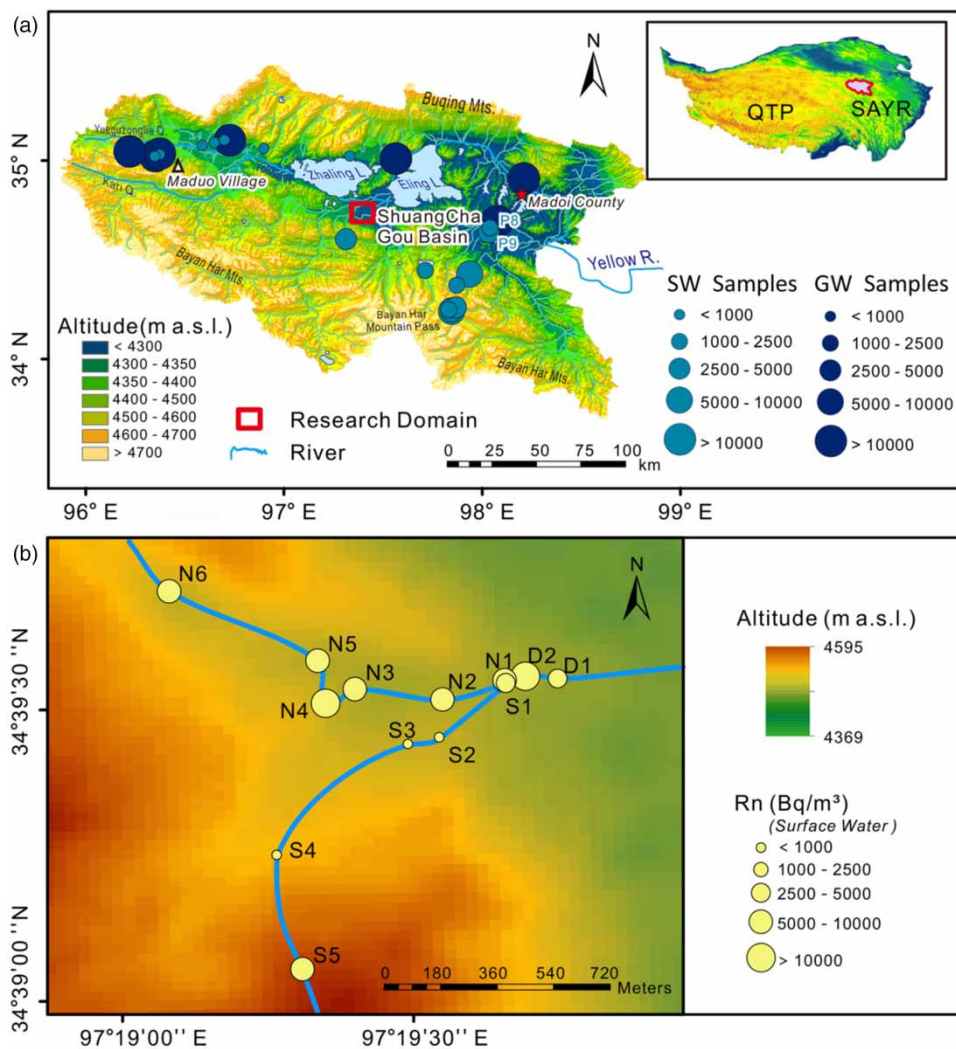 (a)
N
Buqing Mts.
QTP
SAYR
35° N
Yueguzonglie Q.
Maduo Village
Kari Q.
Zhaling L.
Eling L.
Madoi County
ShuangCha
Gou Basin
P8
P9
Yellow R.
Bayan Har Mts.
Bayan Har
Mountain Pass
Bayan Har Mts.
34° N
Altitude(m a.s.l.)
< 4300
4300 - 4350
4350 - 4400
4400 - 4500
4500 - 4600
4600 - 4700
> 4700
Research Domain
River
0 25 50 75 100
km
SW Samples
< 1000
1000 - 2500
2500 - 5000
5000 - 10000
> 10000
GW Samples
< 1000
1000 - 2500
2500 - 5000
5000 - 10000
> 10000
96° E
97° E
98° E
99° E
(b)
N
N6
N5
N4
N3
N2
N1
D2
D1
S1
S2
S3
S4
S5
34°39'30'' N
34°39'00'' N
0 90 180 360 540 720
Meters
97°19'00'' E
97°19'30'' E
Altitude (m a.s.l.)
4595
4369
Rn (Bq/m³)
(Surface Water)
< 1000
1000 - 2500
2500 - 5000
5000 - 10000
> 10000